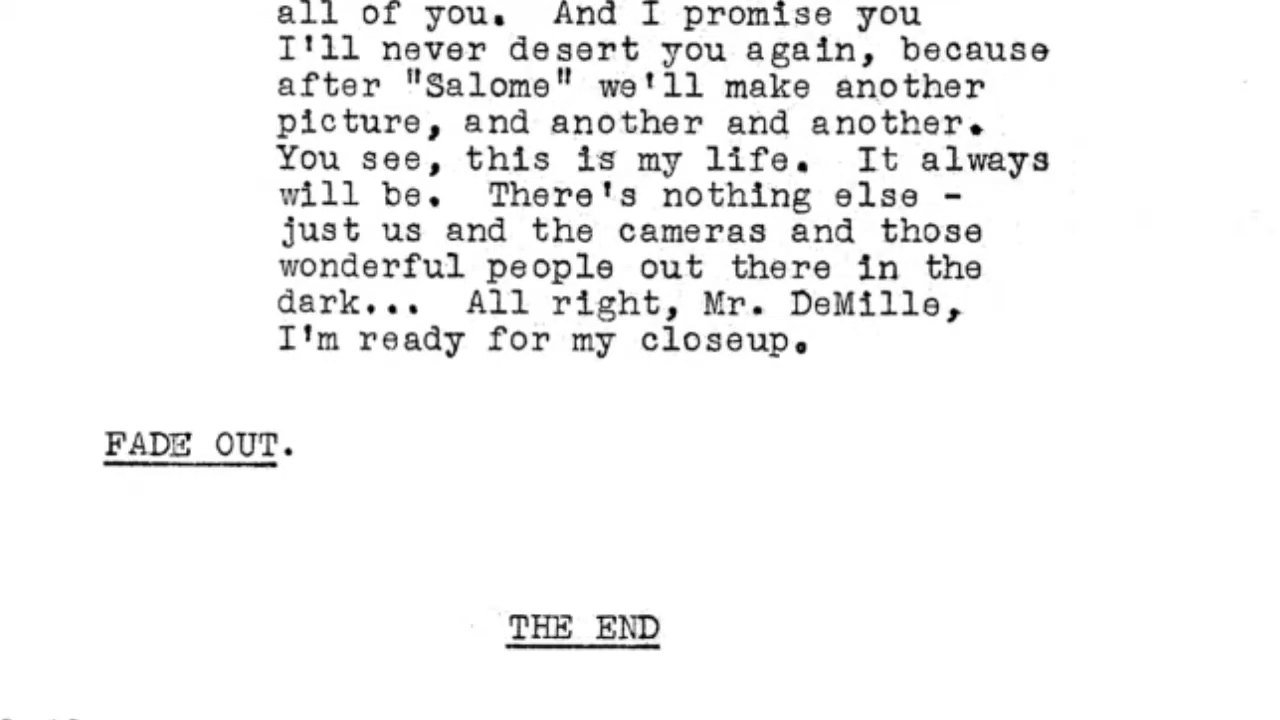 all of you.  And I promise you
I'll never desert you again, because
after "Salome" we'll make another
picture, and another and another.
You see, this is my life.  It always
will be.  There's nothing else -
just us and the cameras and those
wonderful people out there in the
dark...  All right, Mr. DeMille,
I'm ready for my closeup.
FADE OUT.
THE END